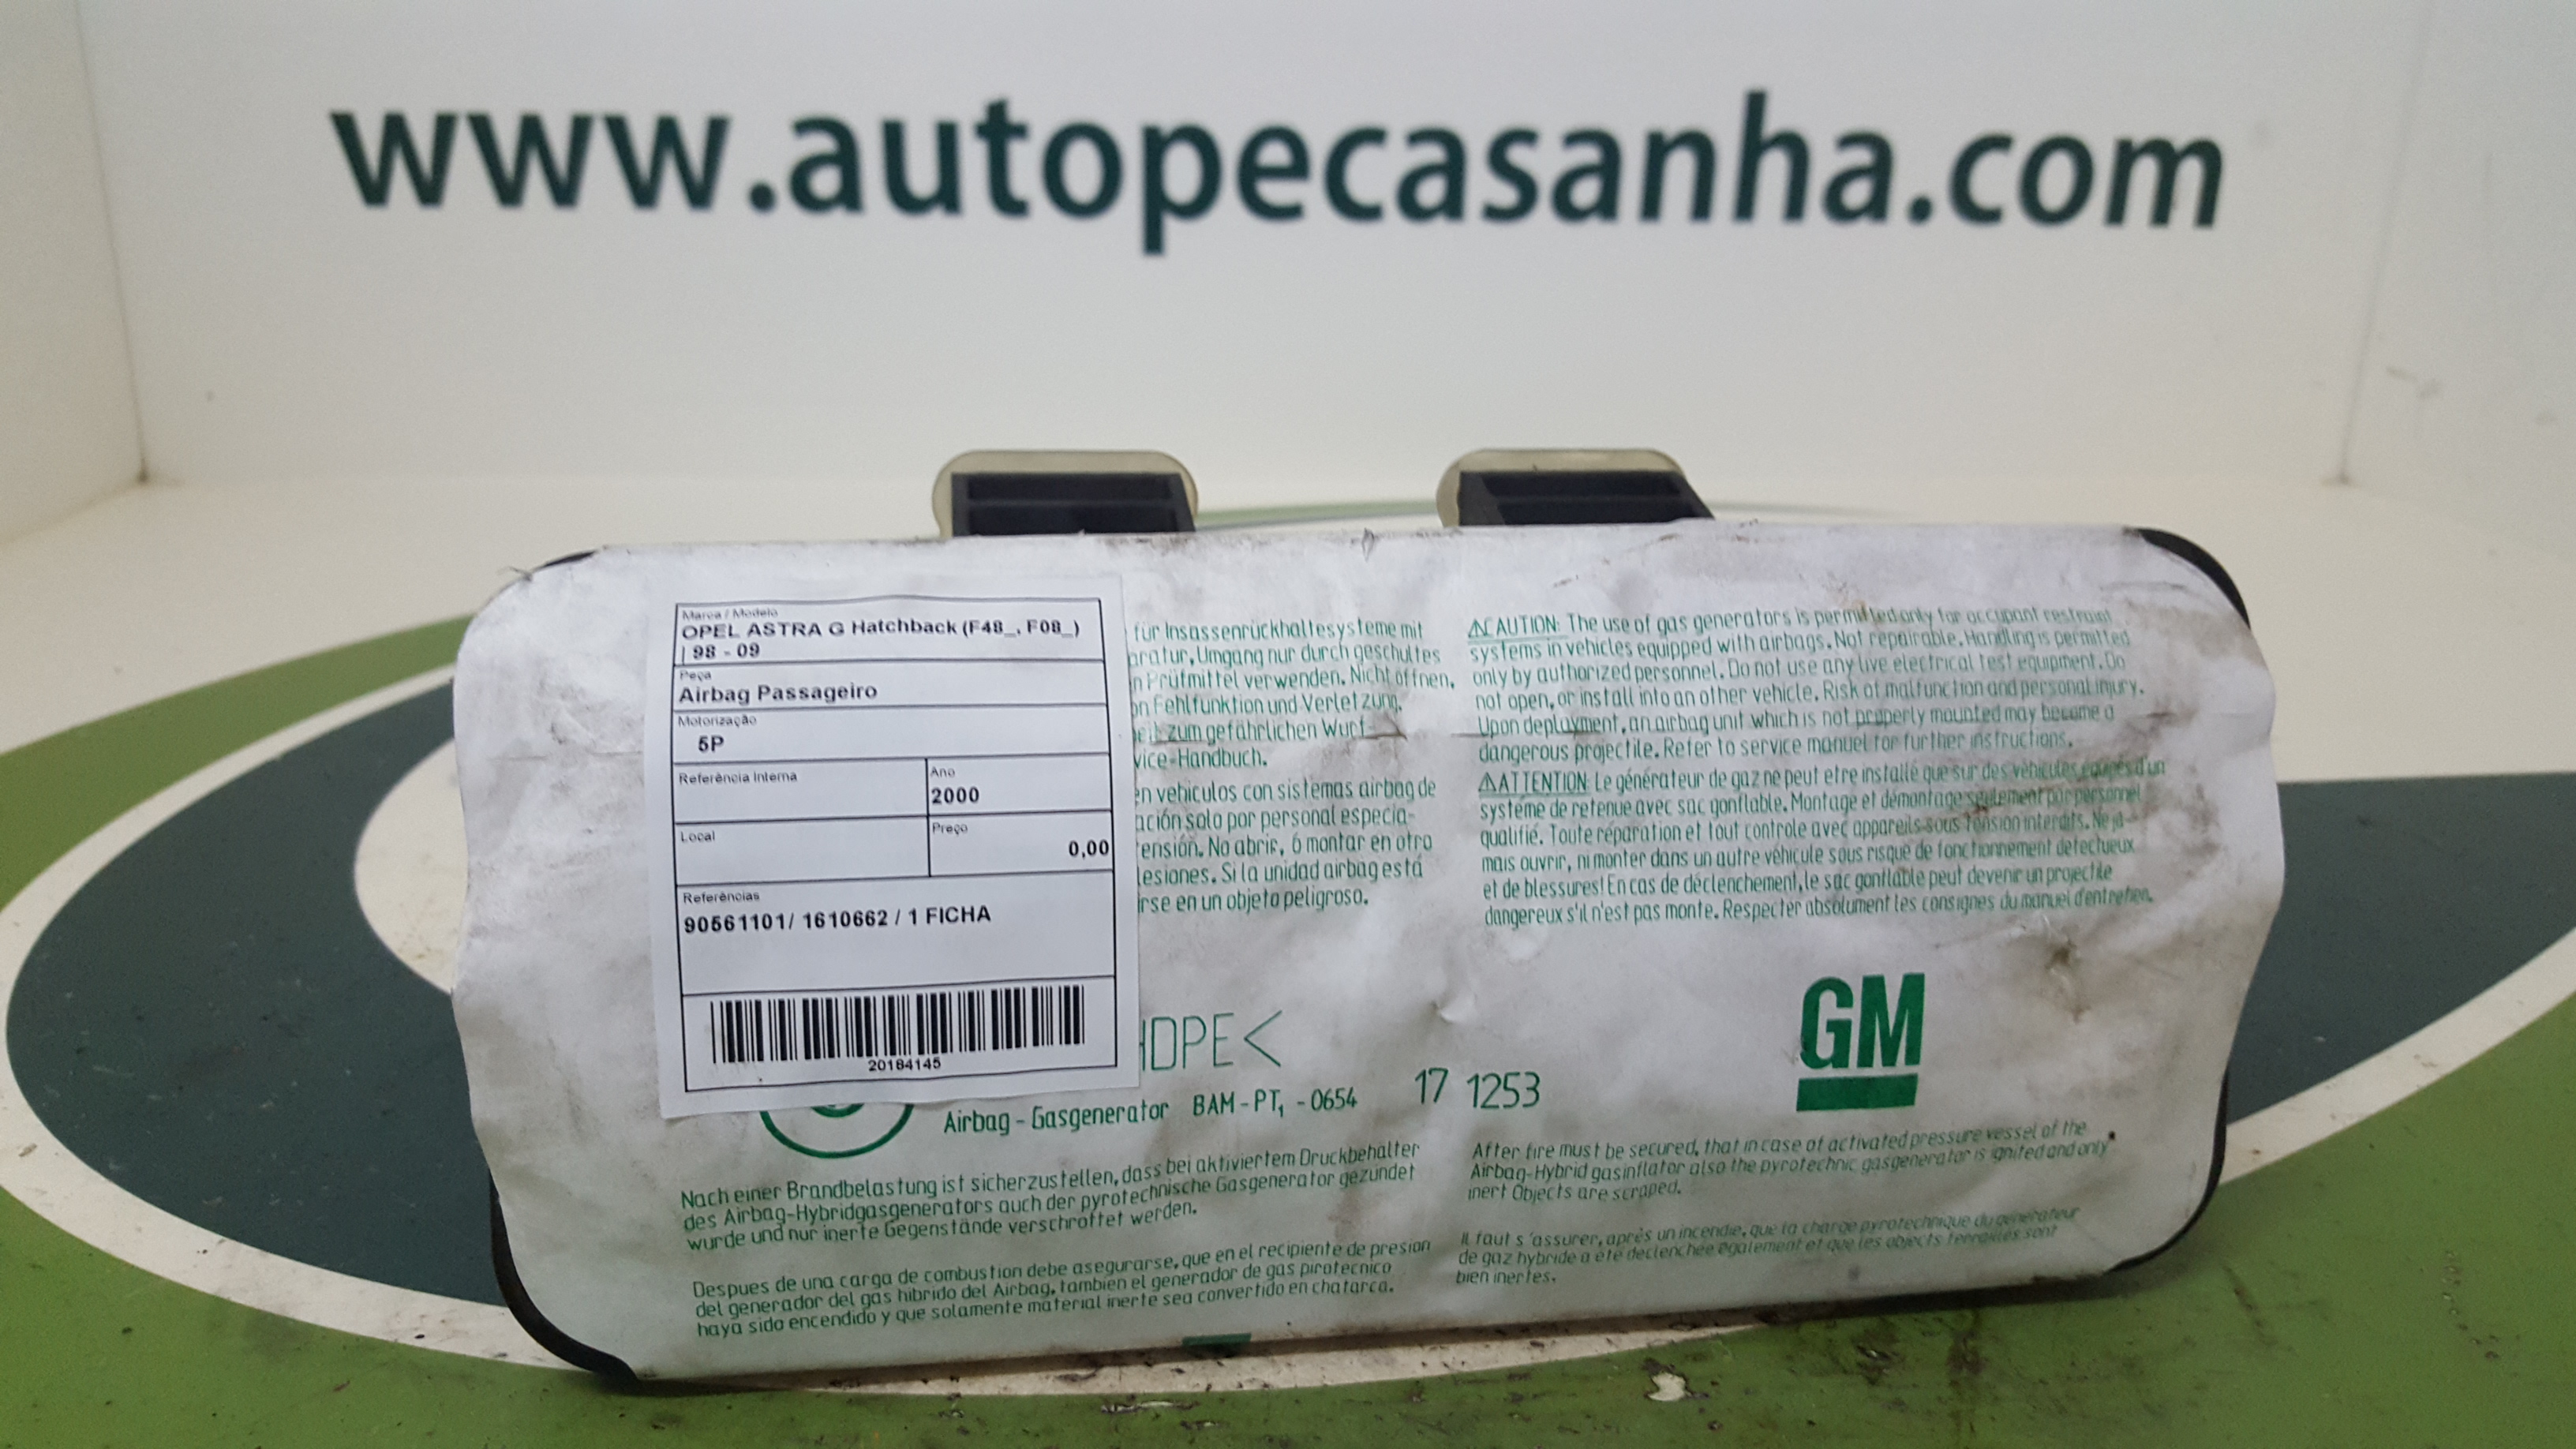 www.autopecasanha.com
Marca / Modelo
OPEL ASTRA G Hatchback (F48_, F08_)
| 98 - 09
Peça
Airbag Passageiro
Motorização
5P
Referência Interna
Ano
2000
Local
Preço
0,00
Referências
90561101/ 1610662 / 1 FICHA
20184145
für Insassenrückhaltesysteme mit
Umgang nur durch geschultes
Prüfmittel verwenden. Nicht öffnen,
Fehlfunktion und Verletzung.
zum gefährlichen Wurf-
vice-Handbuch.
en vehiculos con sistemas airbag de
ación solo por personal especia-
ensión. No abrir, ó montar en otro
lesiones. Si la unidad airbag está
irse en un objeto peligroso.
⚠CAUTION: The use of gas generators is permitted only for occupant restraint
systems in vehicles equipped with airbags. Not repairable. Handling is permitted
only by authorized personnel. Do not use any live electrical test equipment. Do
not open, or install into an other vehicle. Risk of malfunction and personal injury.
Upon deployment, an airbag unit which is not properly mounted may become a
dangerous projectile. Refer to service manuel for further instructions.
⚠ATTENTION: Le générateur de gaz ne peut etre installé que sur des véhicules équipés d'un
systéme de retenue avec sac gonflable. Montage et démontage seulement par personnel
qualifié. Toute réparation et tout controle avec appareils sous tension interdits. Ne ja-
mais ouvrir, ni monter dans un autre véhicule sous risque de fonctionnement detectueux
et de blessures! En cas de déclenchement, le sac gonflable peut devenir un projectile
dangereux s'il n'est pas monte. Respecter absolument les consignes du manuel d'entretien.
HDPE<
GM
Airbag - Gasgenerator BAM - PT₁ - 0654 17 1253
Nach einer Brandbelastung ist sicherzustellen, dass bei aktiviertem Druckbehälter
des Airbag-Hybridgasgenerators auch der pyrotechnische Gasgenerator gezündet
wurde und nur inerte Gegenstände verschrottet werden.
After fire must be secured, that in case of activated pressure vessel of the
Airbag-Hybrid gasinflator also the pyrotechnic gasgenerator is ignited and only
inert Objects are scraped.
Despues de una carga de combustion debe asegurarse, que en el recipiente de presion
del generador del gas hibrido del Airbag, tambien el generador de gas pirotecnico
haya sido encendido y que solamente material inerte sea convertido en chatarca.
Il faut s'assurer, après un incendie, que la charge pyrotechnique du générateur
de gaz hybride a été declenchée également et que les objects ferrailles sont
bien inertes.